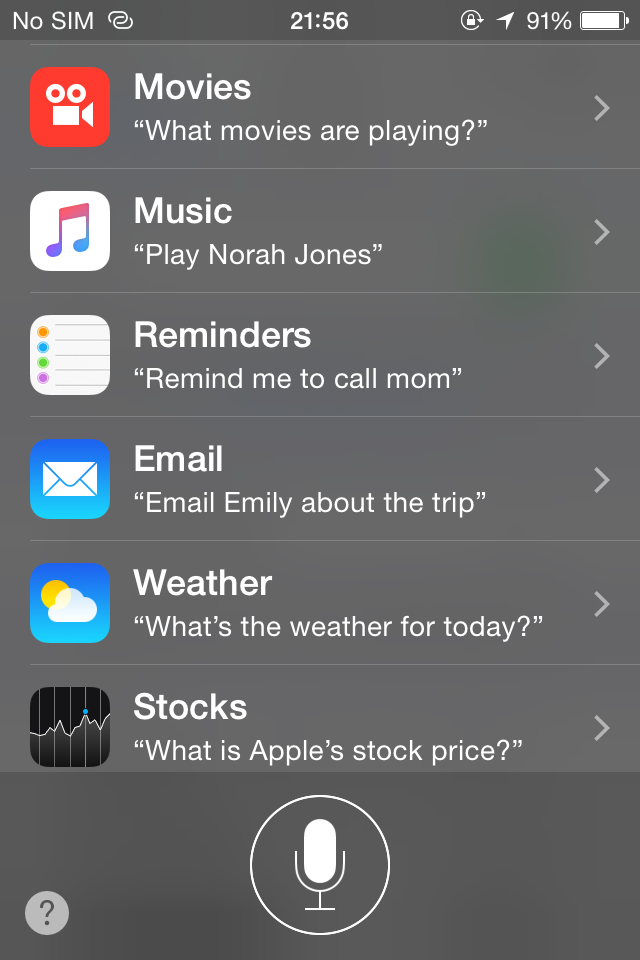 No SIM 21:56 91%
Movies
“What movies are playing?”
Music
“Play Norah Jones”
Reminders
“Remind me to call mom”
Email
“Email Emily about the trip”
Weather
“What’s the weather for today?”
Stocks
“What is Apple’s stock price?”
?